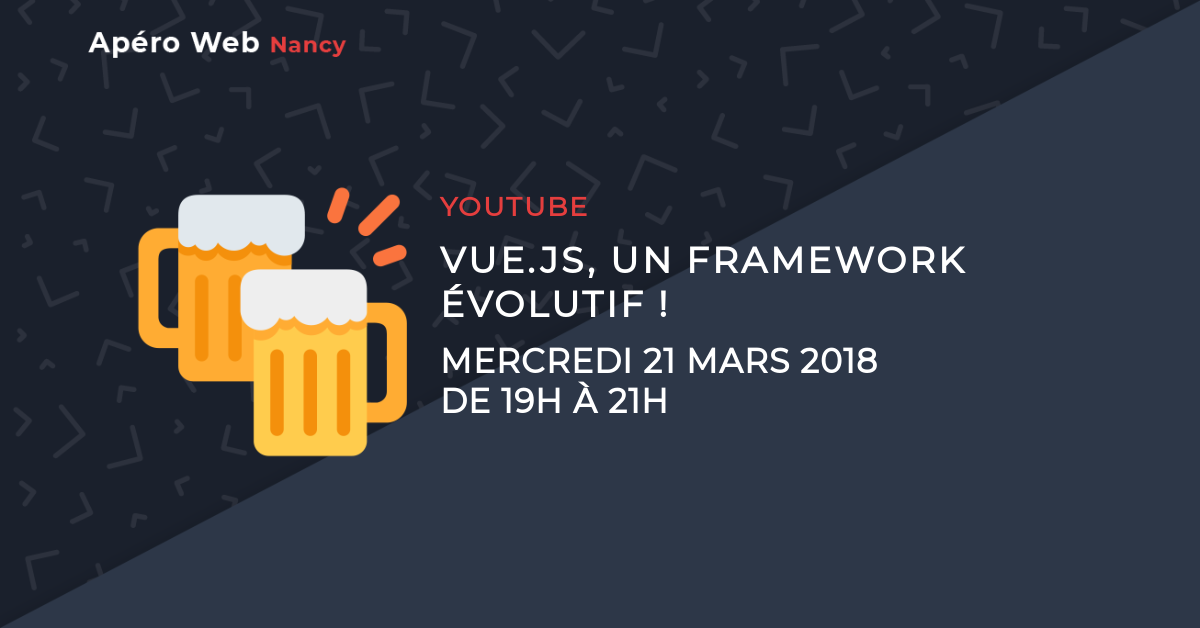 Apéro Web Nancy
YOUTUBE
VUE.JS, UN FRAMEWORK
ÉVOLUTIF !
MERCREDI 21 MARS 2018
DE 19H À 21H